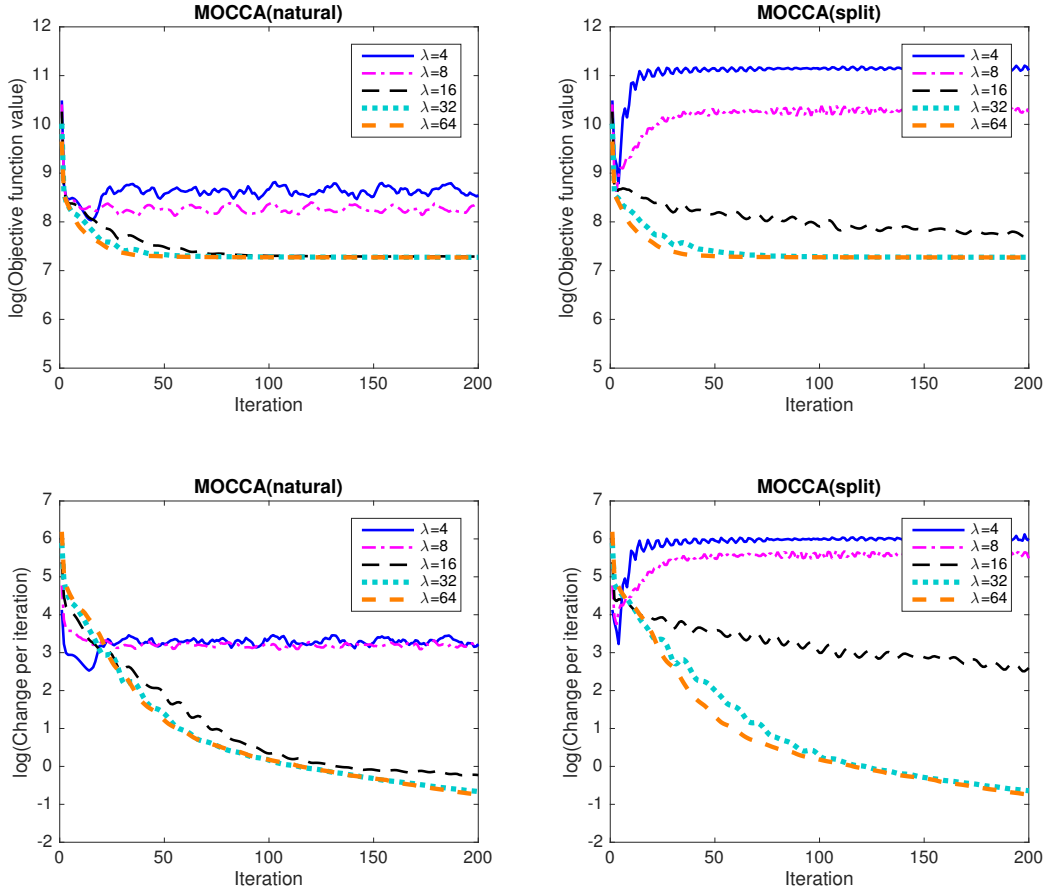 MOCCA(natural)
log(Objective function value)
12
11
10
9
8
7
6
5
0
50
100
150
200
Iteration
λ=4
λ=8
λ=16
λ=32
λ=64
MOCCA(split)
log(Objective function value)
12
11
10
9
8
7
6
5
0
50
100
150
200
Iteration
λ=4
λ=8
λ=16
λ=32
λ=64
MOCCA(natural)
log(Change per iteration)
7
6
5
4
3
2
1
0
-1
-2
0
50
100
150
200
Iteration
λ=4
λ=8
λ=16
λ=32
λ=64
MOCCA(split)
log(Change per iteration)
7
6
5
4
3
2
1
0
-1
-2
0
50
100
150
200
Iteration
λ=4
λ=8
λ=16
λ=32
λ=64